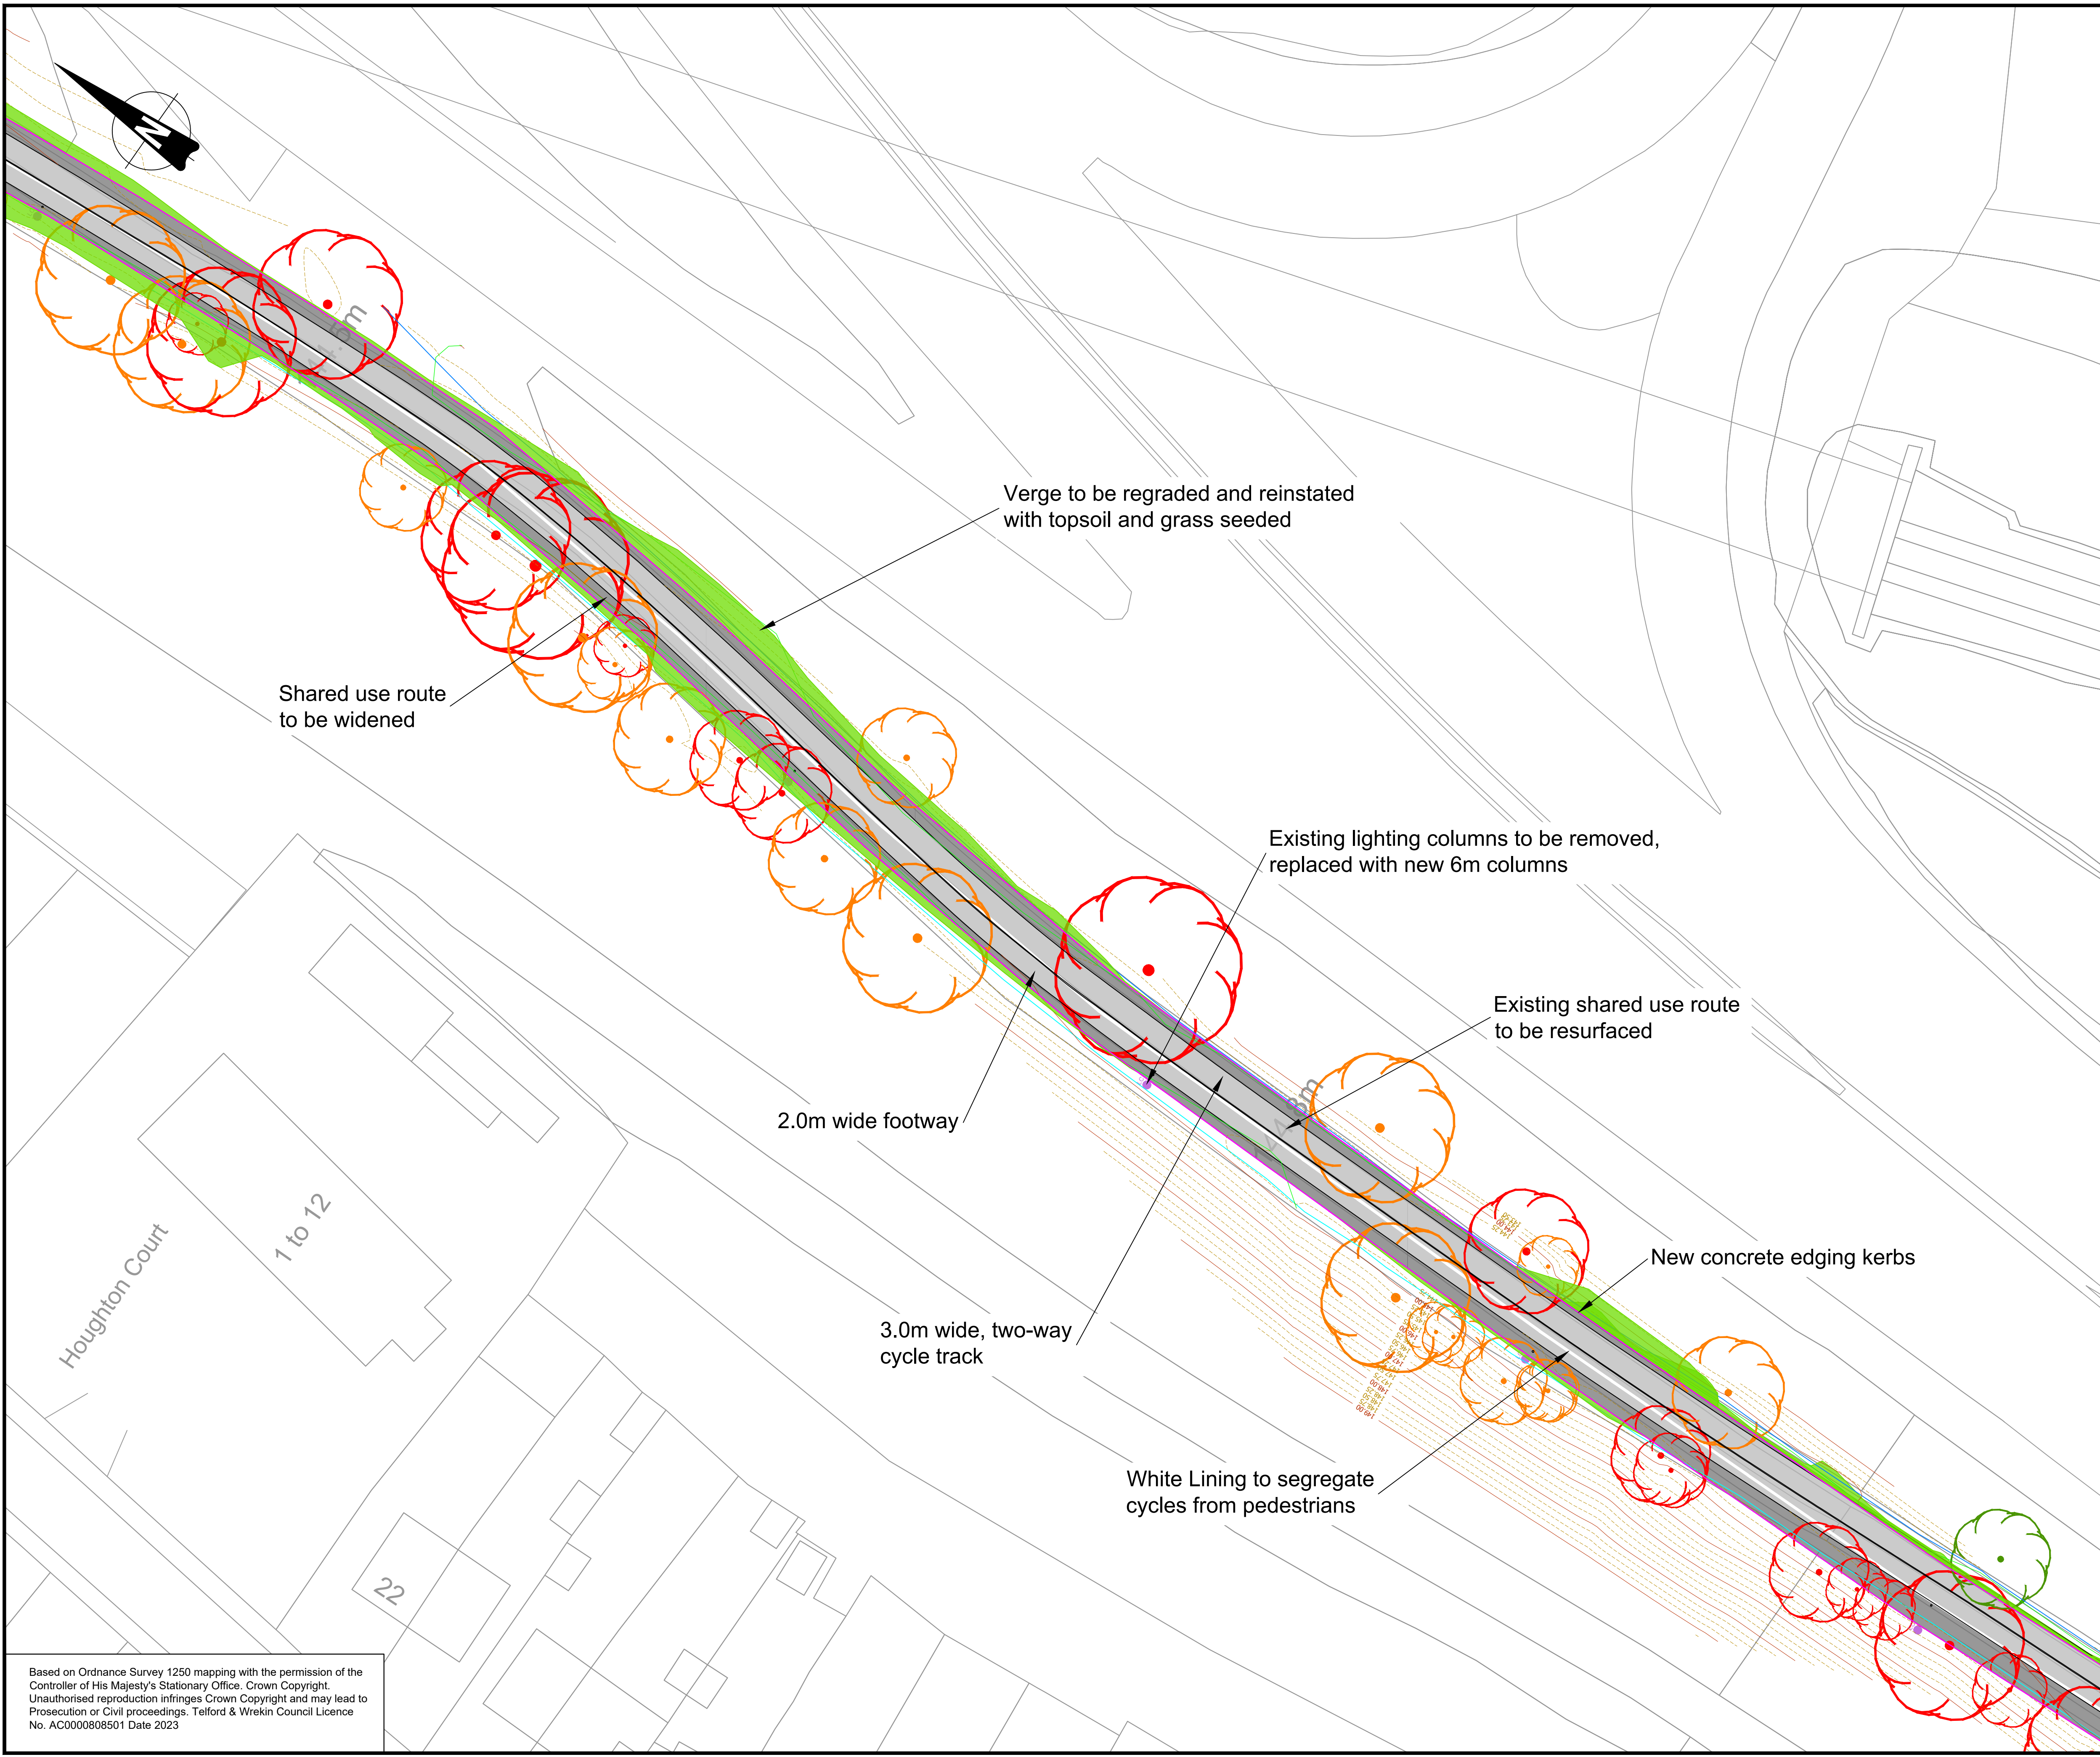 N
Verge to be regraded and reinstated
with topsoil and grass seeded
Shared use route
to be widened
Existing lighting columns to be removed,
replaced with new 6m columns
Existing shared use route
to be resurfaced
2.0m wide footway
New concrete edging kerbs
3.0m wide, two-way
cycle track
White Lining to segregate
cycles from pedestrians
Houghton Court
1 to 12
22
Based on Ordnance Survey 1250 mapping with the permission of the
Controller of His Majesty's Stationary Office. Crown Copyright.
Unauthorised reproduction infringes Crown Copyright and may lead to
Prosecution or Civil proceedings. Telford & Wrekin Council Licence
No. AC0000808501 Date 2023